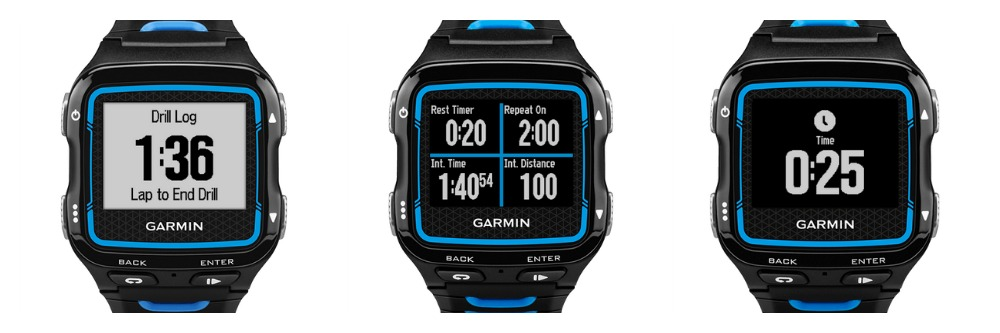 Drill Log
1:36
Lap to End Drill
GARMIN
BACK ENTER
Rest Timer
0:20
Repeat On
2:00
Int. Time
1:40⁵⁴
Int. Distance
100
GARMIN
BACK ENTER
Time
0:25
GARMIN
BACK ENTER